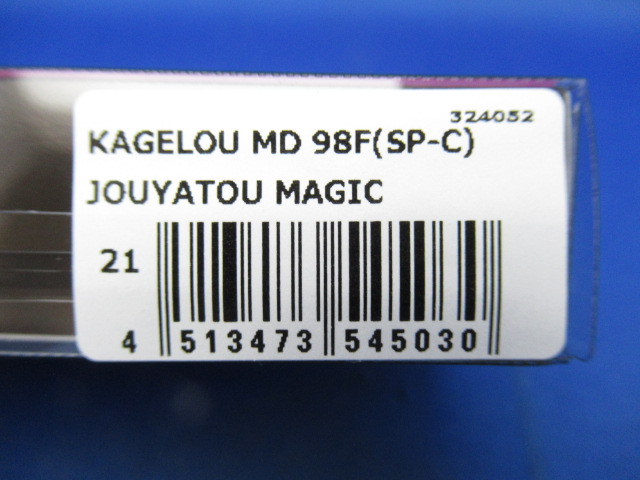 324052
KAGELOU MD 98F(SP-C)
JOUYATOU MAGIC
21
4 513473 545030